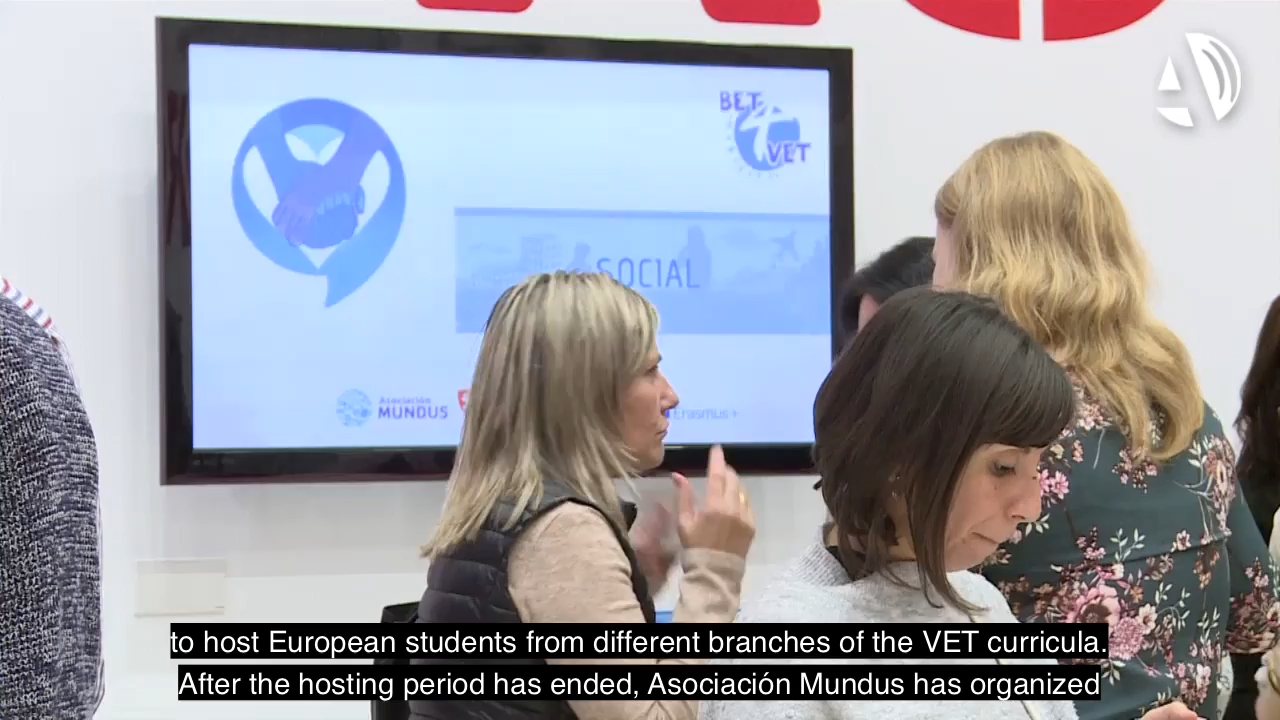 BET
4
VET
SOCIAL
Asociación
MUNDUS
Erasmus+
to host European students from different branches of the VET curricula.
After the hosting period has ended, Asociación Mundus has organized